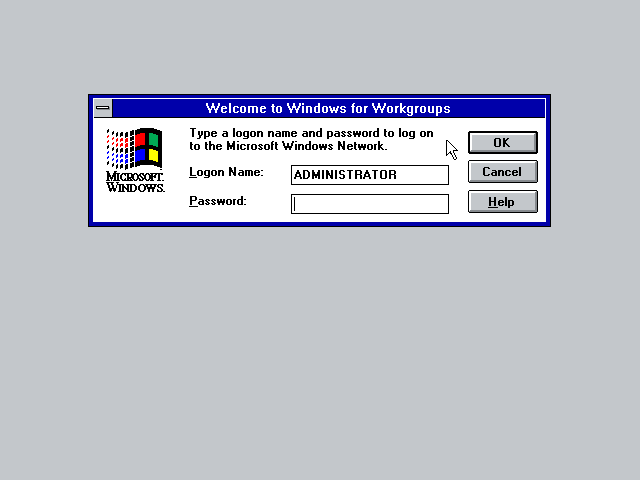 Welcome to Windows for Workgroups
Type a logon name and password to log on
to the Microsoft Windows Network.
MICROSOFT.
WINDOWS.
Logon Name:
ADMINISTRATOR
Password:
OK
Cancel
Help